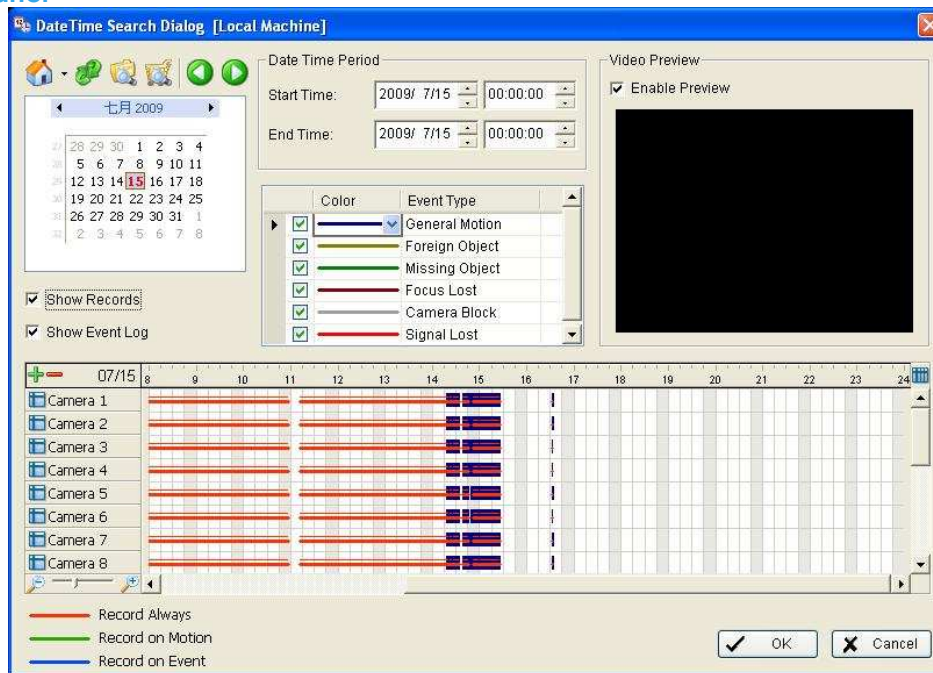 DateTime Search Dialog [Local Machine]
七月 2009
27 28 29 30 1 2 3 4
28 5 6 7 8 9 10 11
29 12 13 14 15 16 17 18
30 19 20 21 22 23 24 25
31 26 27 28 29 30 31 1
32 2 3 4 5 6 7 8
Show Records
Show Event Log
Date Time Period
Start Time: 2009/ 7/15 00:00:00
End Time: 2009/ 7/15 00:00:00
Color Event Type
General Motion
Foreign Object
Missing Object
Focus Lost
Camera Block
Signal Lost
Video Preview
Enable Preview
07/15 8 9 10 11 12 13 14 15 16 17 18 19 20 21 22 23 24
Camera 1
Camera 2
Camera 3
Camera 4
Camera 5
Camera 6
Camera 7
Camera 8
Record Always
Record on Motion
Record on Event
OK Cancel